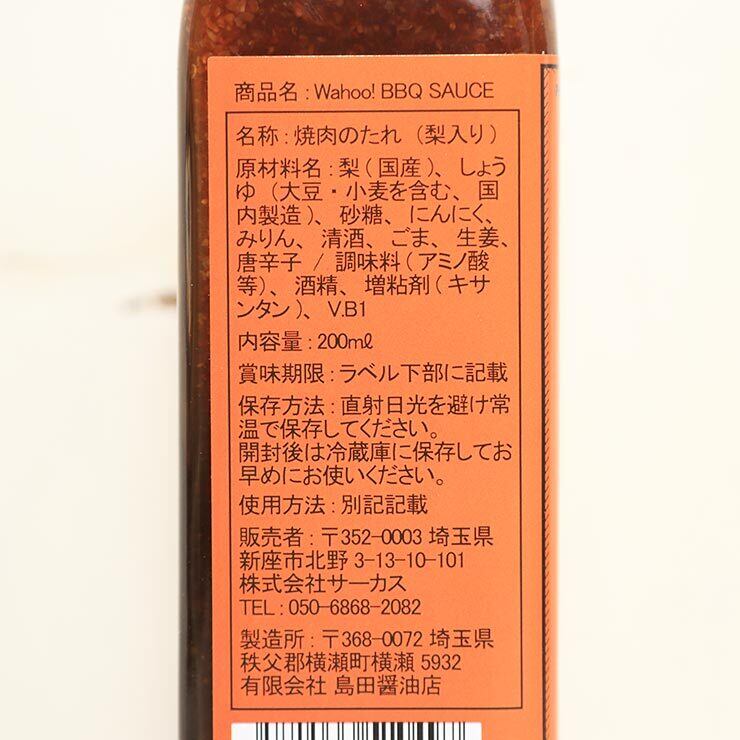 商品名：Wahoo! BBQ SAUCE
名称：焼肉のたれ（梨入り）
原材料名：梨（国産）、しょう
ゆ（大豆・小麦を含む、国
内製造）、砂糖、にんにく、
みりん、清酒、ごま、生姜、
唐辛子 / 調味料（アミノ酸
等）、酒精、増粘剤（キサ
ンタン）、V.B1
内容量：200mℓ
賞味期限：ラベル下部に記載
保存方法：直射日光を避け常
温で保存してください。
開封後は冷蔵庫に保存してお
早めにお使いください。
使用方法：別記記載
販売者：〒352-0003 埼玉県
新座市北野 3-13-10-101
株式会社サーカス
TEL：050-6868-2082
製造所：〒368-0072 埼玉県
秩父郡横瀬町横瀬 5932
有限会社 島田醤油店